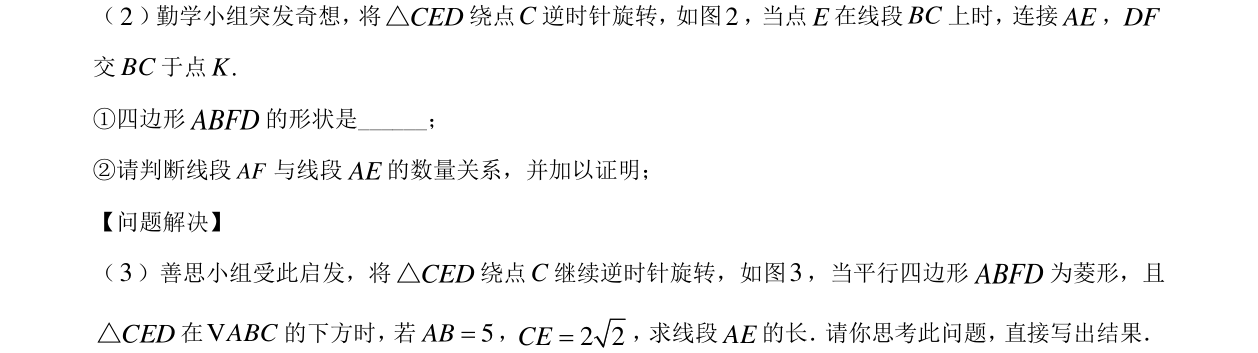 （2）勤学小组突发奇想，将△CED绕点C逆时针旋转，如图2，当点E在线段BC上时，连接AE，DF
交BC于点K．
①四边形ABFD的形状是______；
②请判断线段AF与线段AE的数量关系，并加以证明；
【问题解决】
（3）善思小组受此启发，将△CED绕点C继续逆时针旋转，如图3，当平行四边形ABFD为菱形，且
△CED在VABC的下方时，若AB=5，CE=2√2，求线段AE的长．请你思考此问题，直接写出结果．